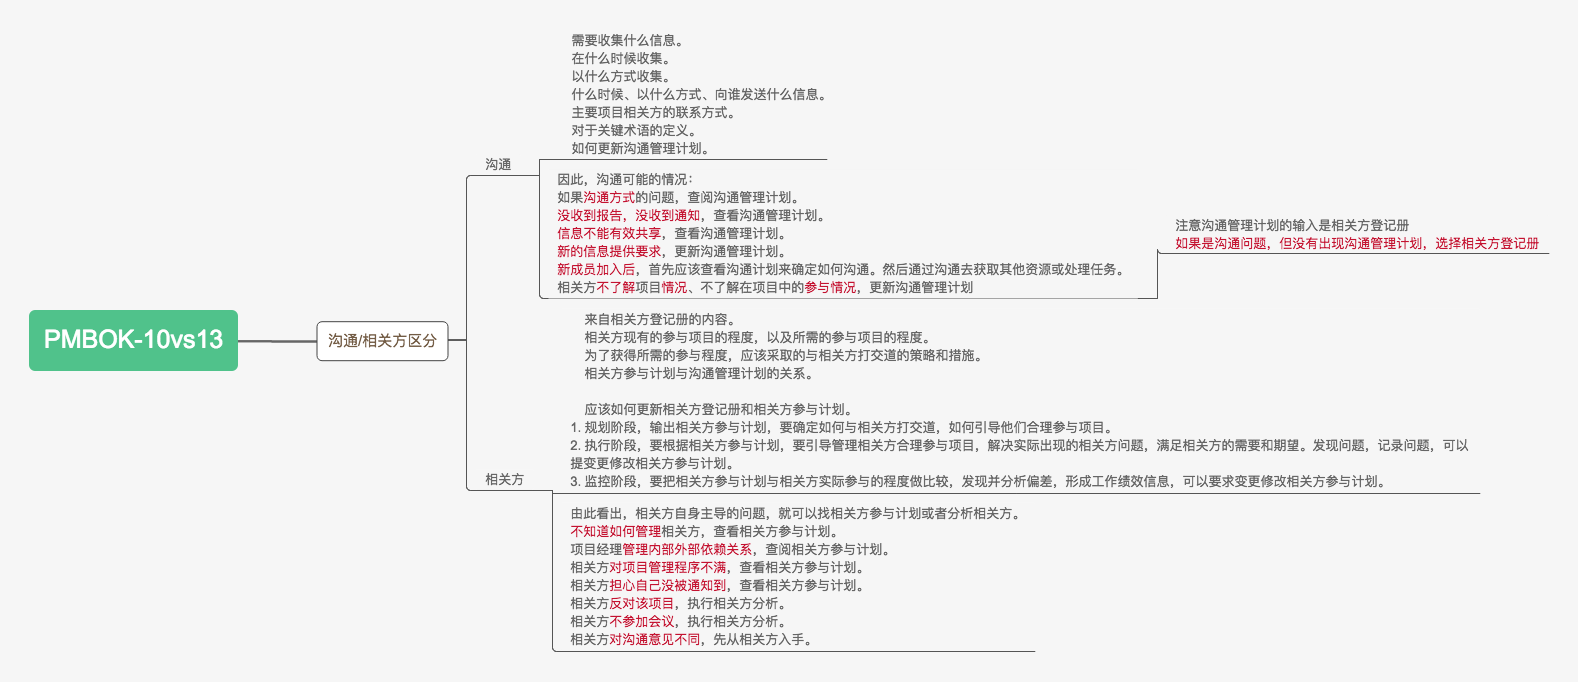 PMBOK-10vs13
沟通/相关方区分
沟通
需要收集什么信息。
在什么时候收集。
以什么方式收集。
什么时候、以什么方式、向谁发送什么信息。
主要项目相关方的联系方式。
对于关键术语的定义。
如何更新沟通管理计划。
因此，沟通可能的情况：
如果沟通方式的问题，查阅沟通管理计划。
没收到报告，没收到通知，查看沟通管理计划。
信息不能有效共享，查看沟通管理计划。
新的信息提供要求，更新沟通管理计划。
新成员加入后，首先应该查看沟通计划来确定如何沟通。然后通过沟通去获取其他资源或处理任务。
相关方不了解项目情况、不了解在项目中的参与情况，更新沟通管理计划
注意沟通管理计划的输入是相关方登记册
如果是沟通问题，但没有出现沟通管理计划，选择相关方登记册
相关方
来自相关方登记册的内容。
相关方现有的参与项目的程度，以及所需的参与项目的程度。
为了获得所需的参与程度，应该采取的与相关方打交道的策略和措施。
相关方参与计划与沟通管理计划的关系。
应该如何更新相关方登记册和相关方参与计划。
1. 规划阶段，输出相关方参与计划，要确定如何与相关方打交道，如何引导他们合理参与项目。
2. 执行阶段，要根据相关方参与计划，要引导管理相关方合理参与项目，解决实际出现的相关方问题，满足相关方的需要和期望。发现问题，记录问题，可以
提变更修改相关方参与计划。
3. 监控阶段，要把相关方参与计划与相关方实际参与的程度做比较，发现并分析偏差，形成工作绩效信息，可以要求变更修改相关方参与计划。
由此看出，相关方自身主导的问题，就可以找相关方参与计划或者分析相关方。
不知道如何管理相关方，查看相关方参与计划。
项目经理管理内部外部依赖关系，查阅相关方参与计划。
相关方对项目管理程序不满，查看相关方参与计划。
相关方担心自己没被通知到，查看相关方参与计划。
相关方反对该项目，执行相关方分析。
相关方不参加会议，执行相关方分析。
相关方对沟通意见不同，先从相关方入手。